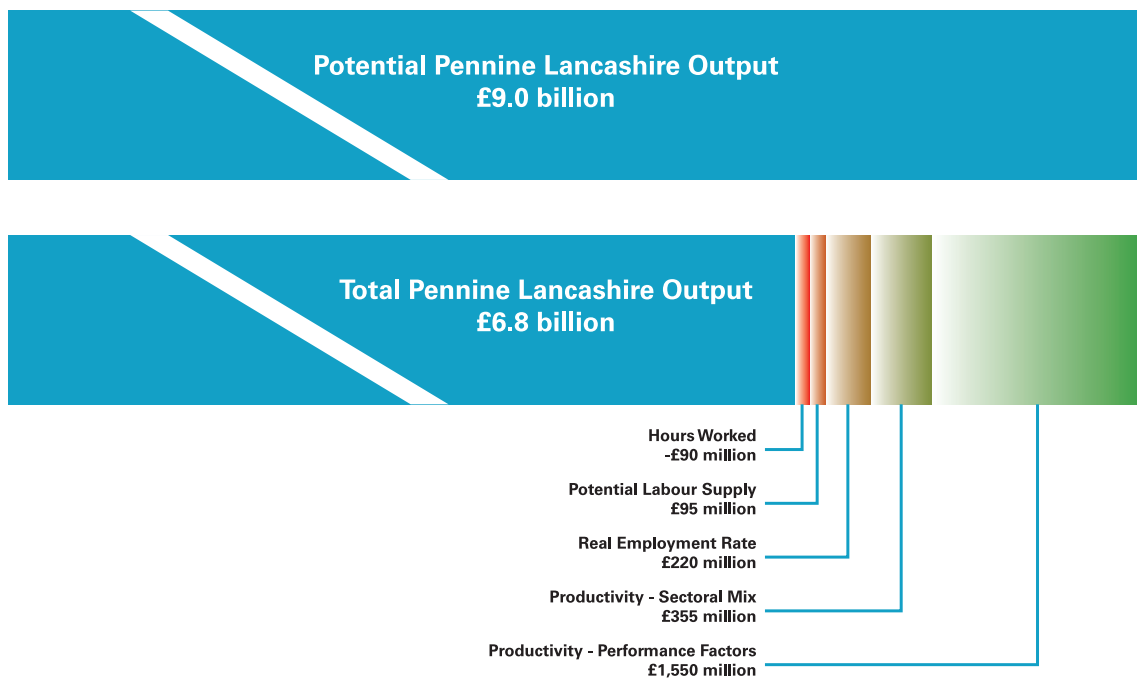 Potential Pennine Lancashire Output
£9.0 billion
Total Pennine Lancashire Output
£6.8 billion
Hours Worked
-£90 million
Potential Labour Supply
£95 million
Real Employment Rate
£220 million
Productivity - Sectoral Mix
£355 million
Productivity - Performance Factors
£1,550 million